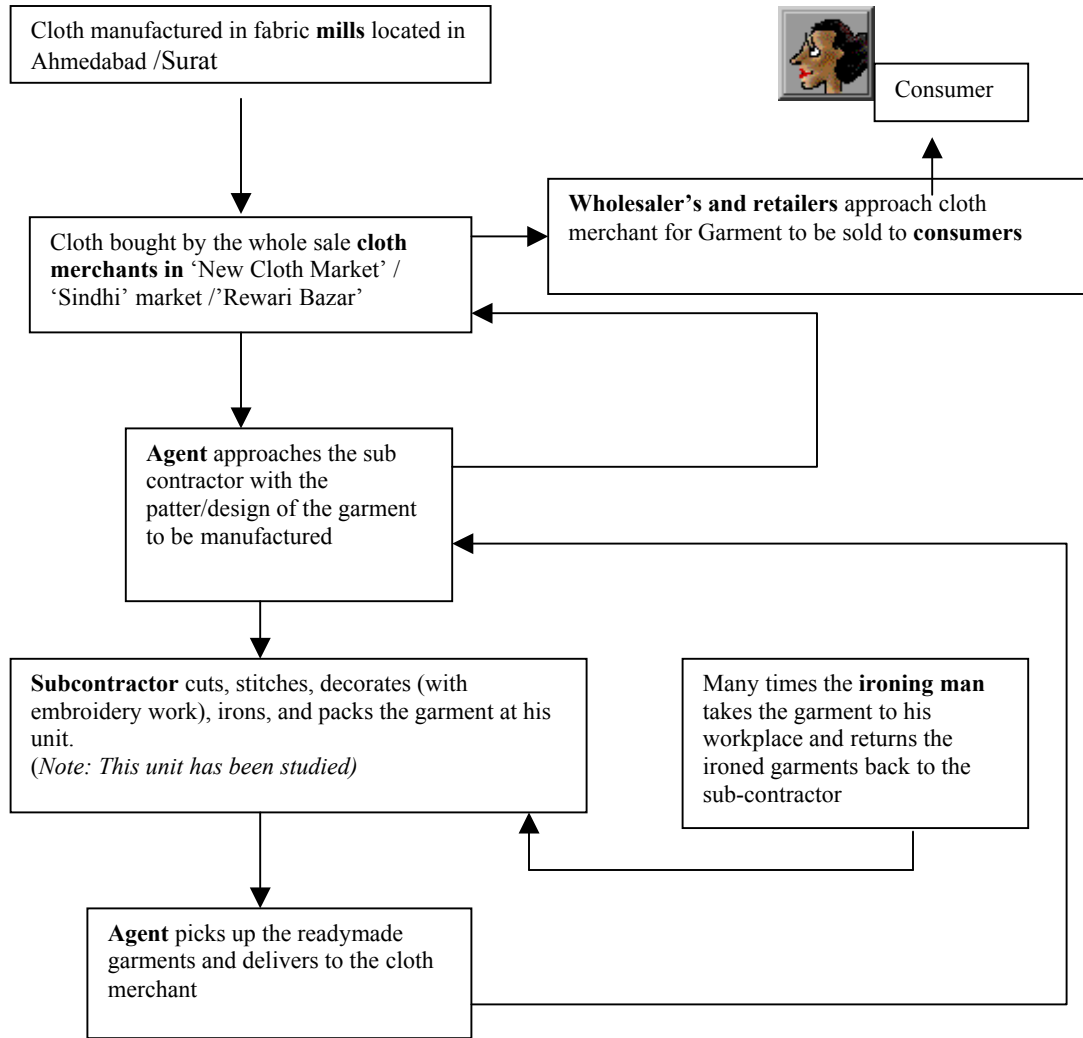 Cloth manufactured in fabric mills located in
Ahmedabad /Surat
Consumer
Wholesaler’s and retailers approach cloth
merchant for Garment to be sold to consumers
Cloth bought by the whole sale cloth
merchants in ‘New Cloth Market’ /
‘Sindhi’ market /’Rewari Bazar’
Agent approaches the sub
contractor with the
patter/design of the garment
to be manufactured
Subcontractor cuts, stitches, decorates (with
embroidery work), irons, and packs the garment at his
unit.
(Note: This unit has been studied)
Many times the ironing man
takes the garment to his
workplace and returns the
ironed garments back to the
sub-contractor
Agent picks up the readymade
garments and delivers to the cloth
merchant